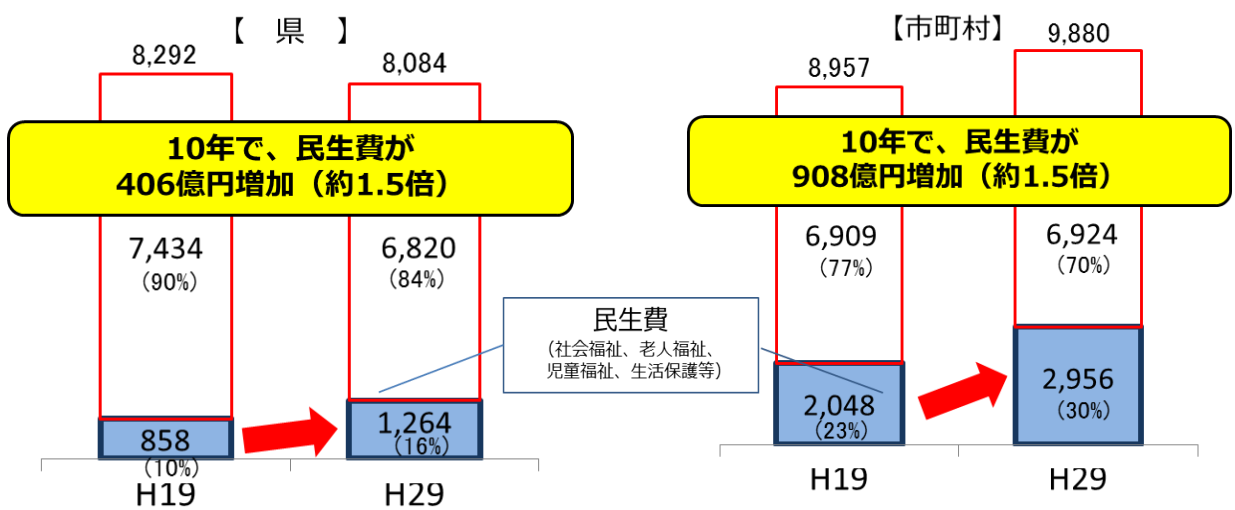 【　県　】
8,292
8,084
10年で、民生費が
406億円増加（約1.5倍）
7,434
(90%)
6,820
(84%)
858
(10%)
1,264
(16%)
H19
H29
民生費
（社会福祉、老人福祉、
児童福祉、生活保護等）
【市町村】
8,957
9,880
10年で、民生費が
908億円増加（約1.5倍）
6,909
(77%)
6,924
(70%)
2,048
(23%)
2,956
(30%)
H19
H29